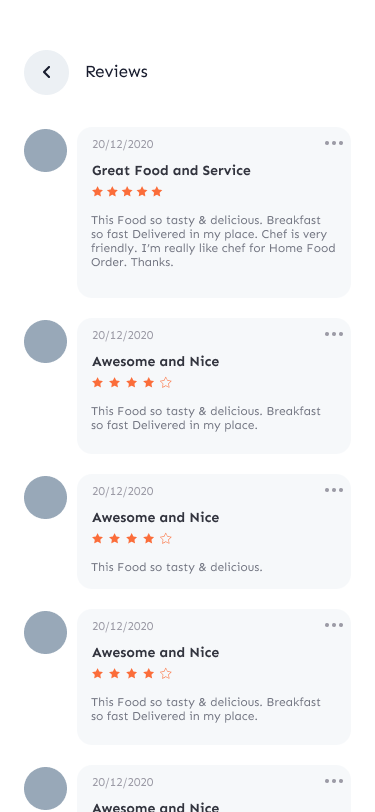 Reviews
20/12/2020
Great Food and Service
This Food so tasty & delicious. Breakfast
so fast Delivered in my place. Chef is very
friendly. I'm really like chef for Home Food
Order. Thanks.
20/12/2020
Awesome and Nice
This Food so tasty & delicious. Breakfast
so fast Delivered in my place.
20/12/2020
Awesome and Nice
This Food so tasty & delicious.
20/12/2020
Awesome and Nice
This Food so tasty & delicious. Breakfast
so fast Delivered in my place.
20/12/2020
Awesome and Nice